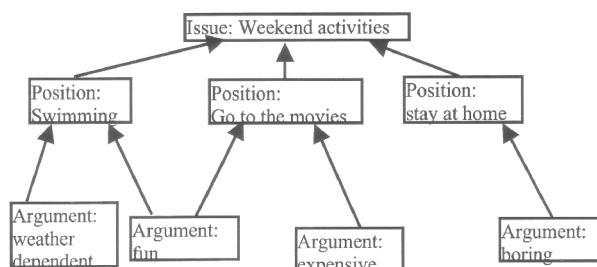 Issue: Weekend activities
Position:
Swimming
Position:
Go to the movies
Position:
stay at home
Argument:
weather
dependent
Argument:
fun
Argument:
expensive
Argument:
boring